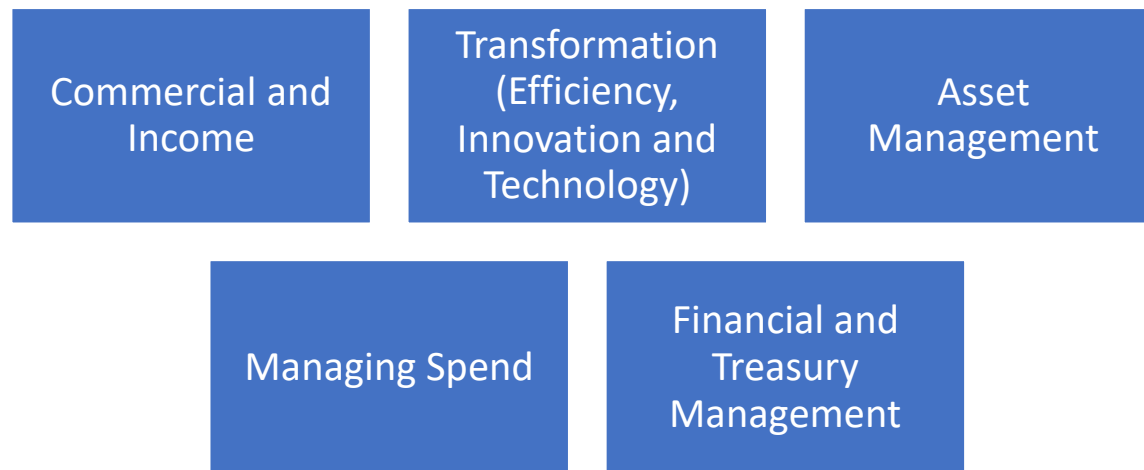 Commercial and
Income
Transformation
(Efficiency,
Innovation and
Technology)
Asset
Management
Managing Spend
Financial and
Treasury
Management